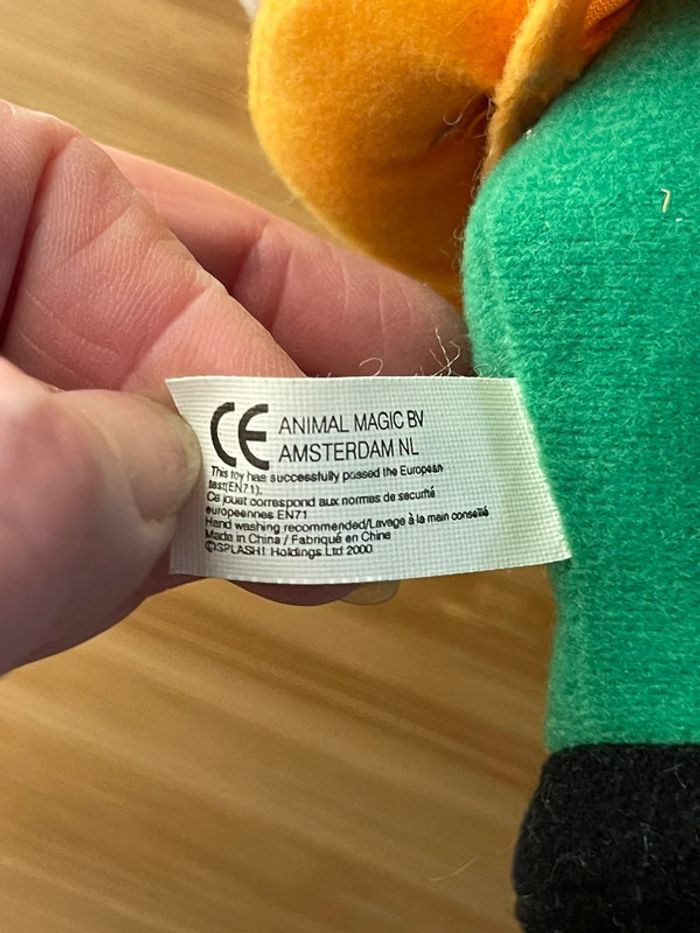 CE ANIMAL MAGIC BV
AMSTERDAM NL
This toy has successfully passed the European
test(EN71).
Ce jouet correspond aux normes de securité
europeennes EN71
Hand washing recommended/Lavage à la main conseillé
Made in China / Fabriqué en Chine
©SPLASH! Holdings Ltd 2000